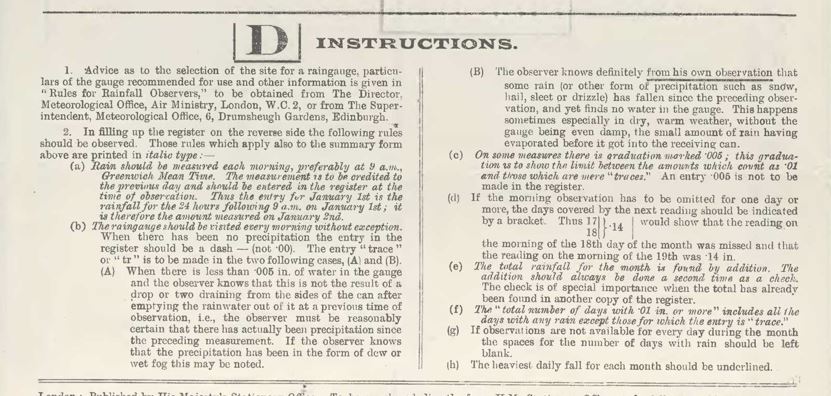 D INSTRUCTIONS.
1. Advice as to the selection of the site for a raingauge, particu-
lars of the gauge recommended for use and other information is given in
"Rules for Rainfall Observers," to be obtained from The Director,
Meteorological Office, Air Ministry, London, W.C. 2, or from The Super-
intendent, Meteorological Office, 6, Drumsheugh Gardens, Edinburgh.
2. In filling up the register on the reverse side the following rules
should be observed. Those rules which apply also to the summary form
above are printed in italic type:—
(a) Rain should be measured each morning, preferably at 9 a.m.,
Greenwich Mean Time. The measurement is to be credited to
the previous day and should be entered in the register at the
time of observation. Thus the entry for January 1st is the
rainfall for the 24 hours following 9 a.m. on January 1st; it
is therefore the amount measured on January 2nd.
(b) The raingauge should be visited every morning without exception.
When there has been no precipitation the entry in the
register should be a dash — (not ·00). The entry "trace"
or "tr" is to be made in the two following cases, (A) and (B).
(A) When there is less than ·005 in. of water in the gauge
and the observer knows that this is not the result of a
drop or two draining from the sides of the can after
emptying the rainwater out of it at a previous time of
observation, i.e., the observer must be reasonably
certain that there has actually been precipitation since
the preceding measurement. If the observer knows
that the precipitation has been in the form of dew or
wet fog this may be noted.
(B) The observer knows definitely from his own observation that
some rain (or other form of precipitation such as snow,
hail, sleet or drizzle) has fallen since the preceding obser-
vation, and yet finds no water in the gauge. This happens
sometimes especially in dry, warm weather, without the
gauge being even damp, the small amount of rain having
evaporated before it got into the receiving can.
(c) On some measures there is graduation marked ·005; this gradua-
tion is to show the limit between the amounts which count as ·01
and those which are mere "traces." An entry ·005 is not to be
made in the register.
(d) If the morning observation has to be omitted for one day or
more, the days covered by the next reading should be indicated
by a bracket. Thus 17
18 } ·14 | would show that the reading on
the morning of the 18th day of the month was missed and that
the reading on the morning of the 19th was ·14 in.
(e) The total rainfall for the month is found by addition. The
addition should always be done a second time as a check.
The check is of special importance when the total has already
been found in another copy of the register.
(f) The "total number of days with ·01 in. or more" includes all the
days with any rain except those for which the entry is "trace."
(g) If observations are not available for every day during the month
the spaces for the number of days with rain should be left
blank.
(h) The heaviest daily fall for each month should be underlined.